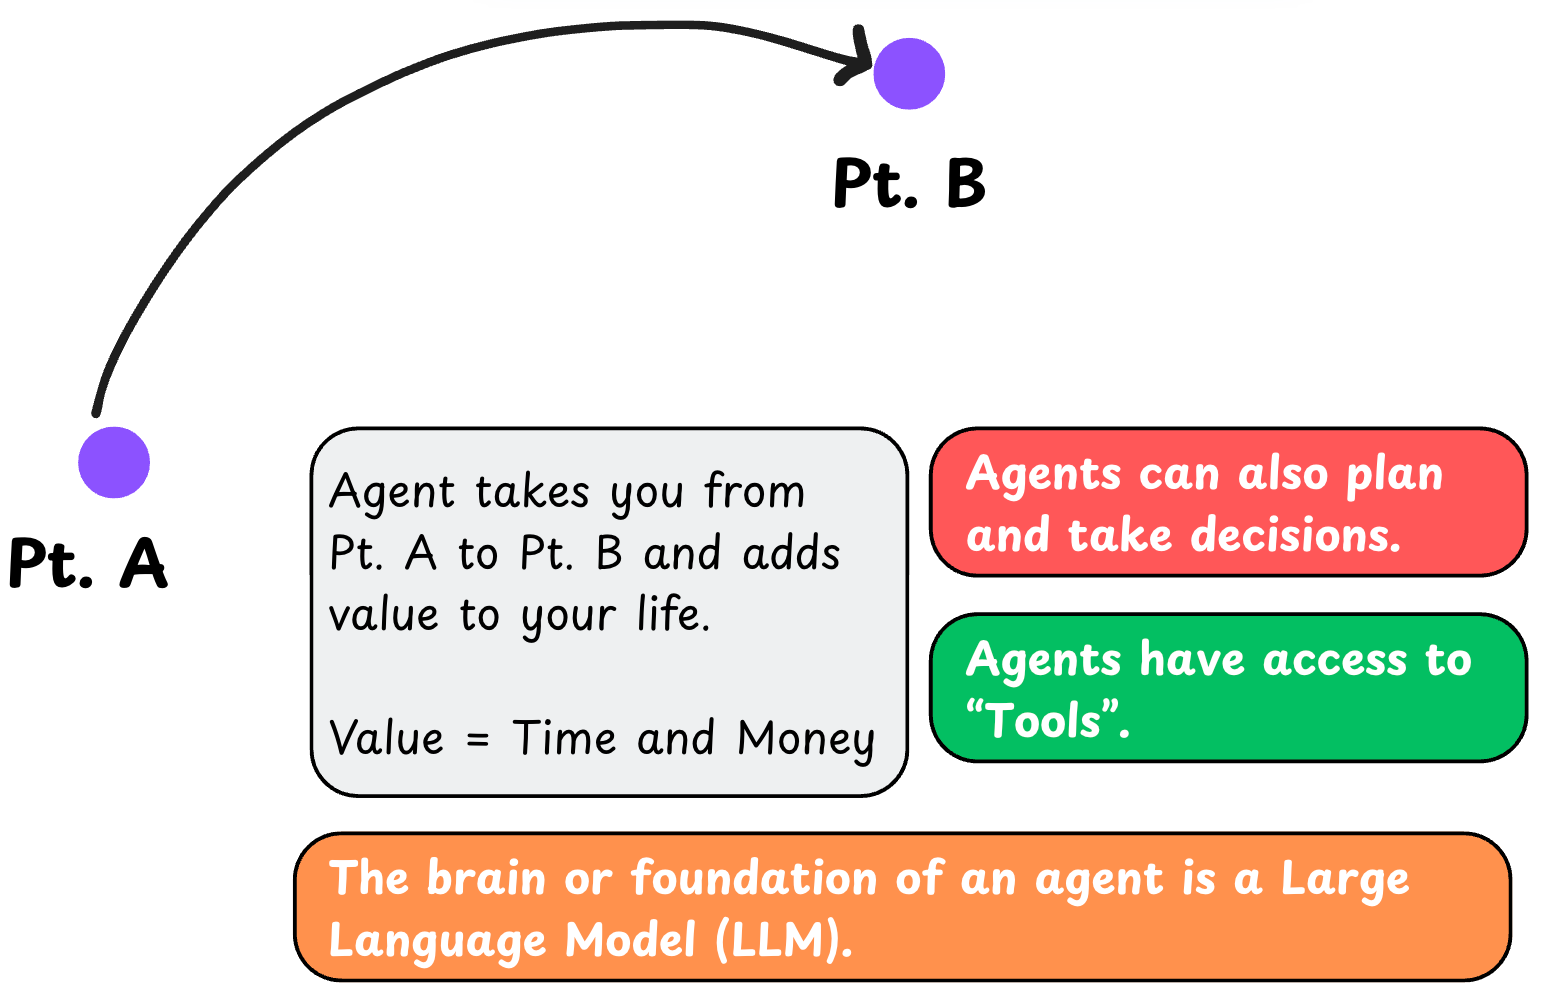 Pt. B
Pt. A
Agent takes you from
Pt. A to Pt. B and adds
value to your life.
Value = Time and Money
Agents can also plan
and take decisions.
Agents have access to
“Tools”.
The brain or foundation of an agent is a Large
Language Model (LLM).